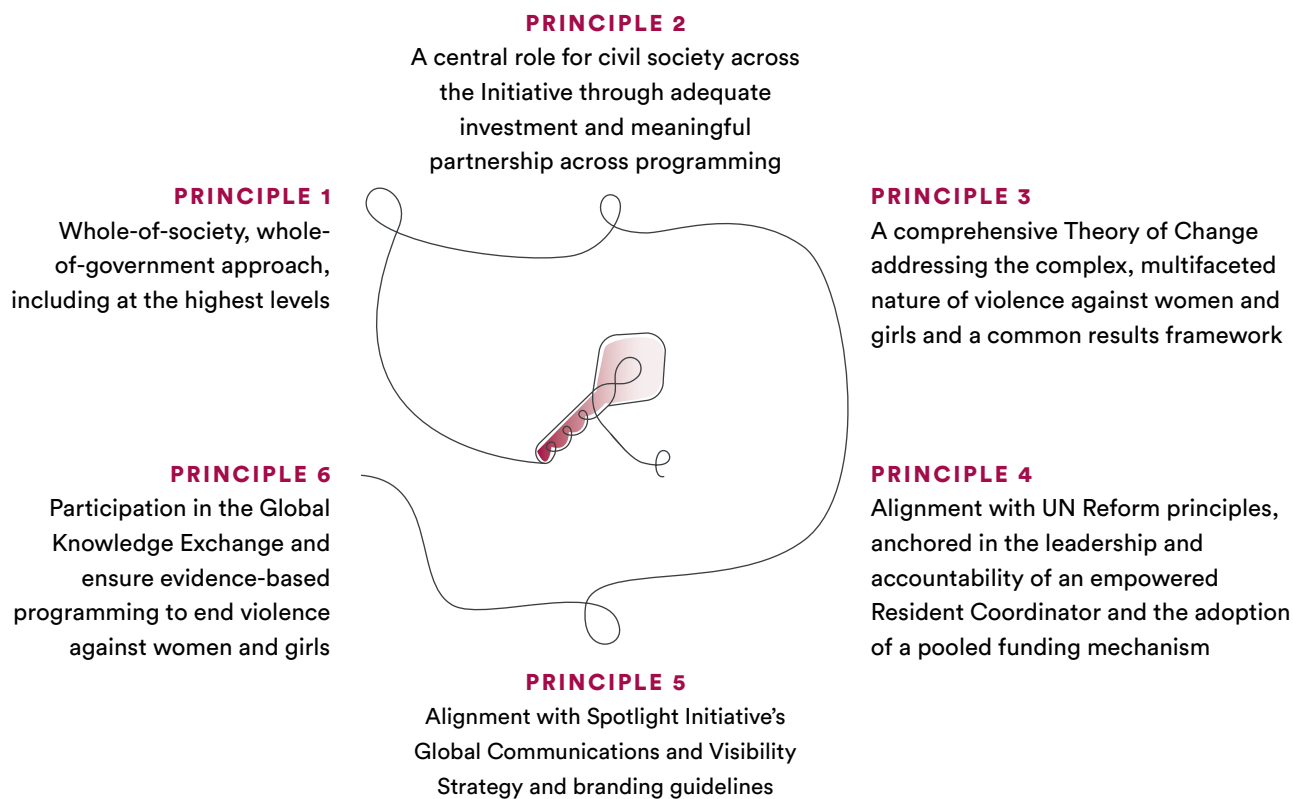 PRINCIPLE 2
A central role for civil society across
the Initiative through adequate
investment and meaningful
partnership across programming
PRINCIPLE 1
Whole-of-society, whole-
of-government approach,
including at the highest levels
PRINCIPLE 3
A comprehensive Theory of Change
addressing the complex, multifaceted
nature of violence against women and
girls and a common results framework
PRINCIPLE 6
Participation in the Global
Knowledge Exchange and
ensure evidence-based
programming to end violence
against women and girls
PRINCIPLE 4
Alignment with UN Reform principles,
anchored in the leadership and
accountability of an empowered
Resident Coordinator and the adoption
of a pooled funding mechanism
PRINCIPLE 5
Alignment with Spotlight Initiative's
Global Communications and Visibility
Strategy and branding guidelines